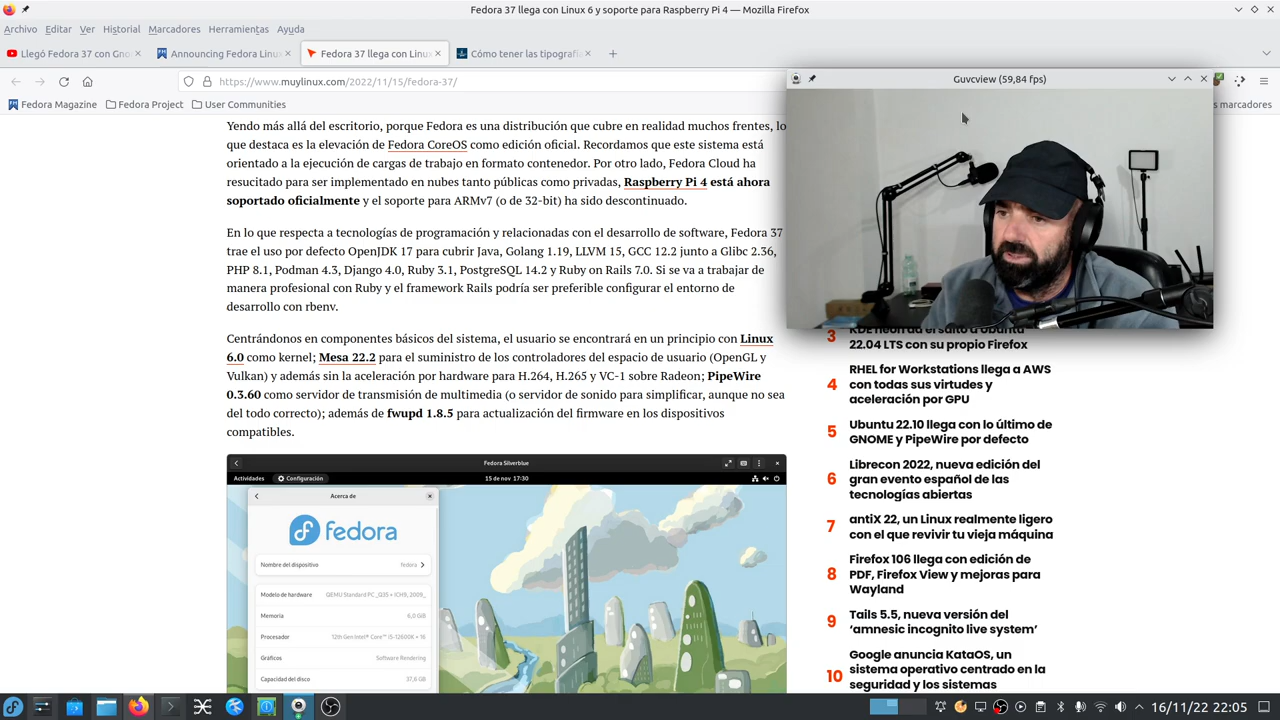 Fedora 37 llega con Linux 6 y soporte para Raspberry Pi 4 — Mozilla Firefox
Archivo Editar Ver Historial Marcadores Herramientas Ayuda
Llegó Fedora 37 con Gno
Announcing Fedora Linu
Fedora 37 llega con Linux
Cómo tener las tipografí
https://www.muylinux.com/2022/11/15/fedora-37/
Guvcview (59,84 fps)
Fedora Magazine
Fedora Project
User Counties
s marcadores
Yendo más allá del escritorio, porque Fedora es una distribución que cubre en realidad muchos frentes, lo
que destaca es la elevación de Fedora CoreOS como edición oficial. Recordamos que este sistema está
orientado a la ejecución de cargas de trabajo en formato contenedor. Por otro lado, Fedora Cloud ha
resucitado para ser implementado en nubes tanto públicas como privadas, Raspberry Pi 4 está ahora
soportado oficialmente y el soporte para ARMv7 (o de 32-bit) ha sido descontinuado.
En lo que respecta a tecnologías de programación y relacionadas con el desarrollo de software, Fedora 37
trae el uso por defecto OpenJDK 17 para cubrir Java, Golang 1.19, LLVM 15, GCC 12.2 junto a Glibc 2.36,
PHP 8.1, Podman 4.3, Django 4.0, Ruby 3.1, PostgreSQL 14.2 y Ruby on Rails 7.0. Si se va a trabajar de
manera profesional con Ruby y el framework Rails podría ser preferible configurar el entorno de
desarrollo con rbenv.
Centrándonos en componentes básicos del sistema, el usuario se encontrará en un principio con Linux
6.0 como kernel; Mesa 22.2 para el suministro de los controladores del espacio de usuario (OpenGL y
Vulkan) y además sin la aceleración por hardware para H.264, H.265 y VC-1 sobre Radeon; PipeWire
0.3.60 como servidor de transmisión de multimedia (o servidor de sonido para simplificar, aunque no sea
del todo correcto); además de fwupd 1.8.5 para actualización del firmware en los dispositivos
compatibles.
Fedora Silverblue
Actividades Configuración 15 de nov 17:30
Acerca de
fedora
Nombre del dispositivo fedora
Modelo de hardware QEMU Standard PC _Q35 + ICH9, 2009_
Memoria 6,0 GiB
Procesador 12th Gen Intel® Core™ i5-12600K × 16
Gráficos Software Rendering
Capacidad del disco 37,6 GB
3 KDE neon da el salto a Ubuntu
22.04 LTS con su propio Firefox
4 RHEL for Workstations llega a AWS
con todas sus virtudes y
aceleración por GPU
5 Ubuntu 22.10 llega con lo último de
GNOME y PipeWire por defecto
6 Librecon 2022, nueva edición del
gran evento español de las
tecnologías abiertas
7 antiX 22, un Linux realmente ligero
con el que revivir tu vieja máquina
8 Firefox 106 llega con edición de
PDF, Firefox View y mejoras para
Wayland
9 Tails 5.5, nueva versión del
‘amnesic incognito live system’
10 Google anuncia KataOS, un
sistema operativo centrado en la
seguridad y los sistemas
16/11/22 22:05